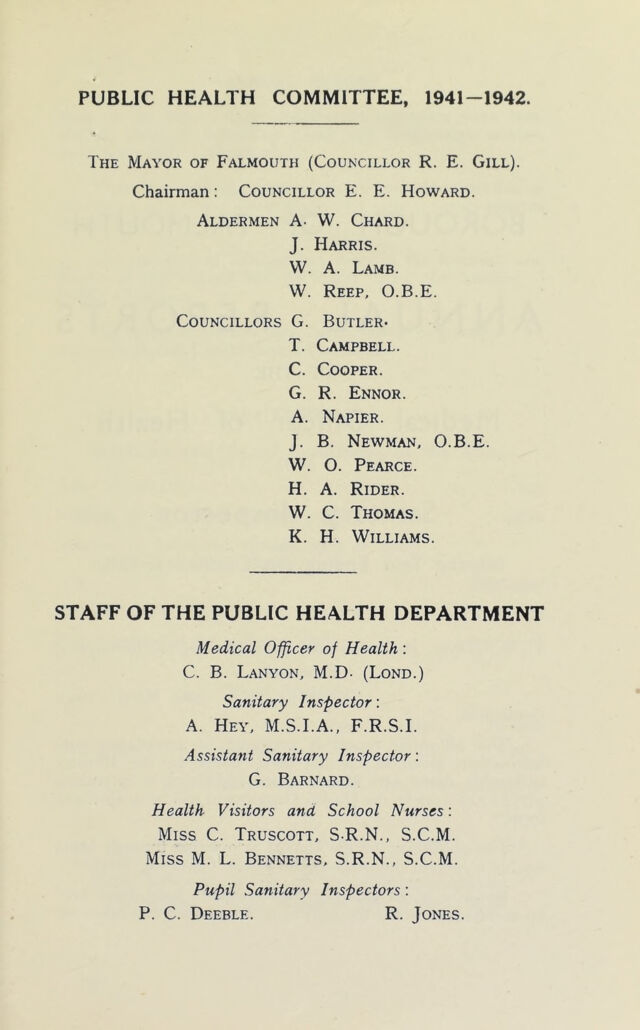 PUBLIC HEALTH COMMITTEE, 1941—1942.
THE MAYOR OF FALMOUTH (COUNCILLOR R. E. GILL).
Chairman: COUNCILLOR E. E. HOWARD.
ALDERMEN A. W. CHARD.
J. HARRIS.
W. A. LAMB.
W. REEP, O.B.E.
COUNCILLORS G. BUTLER.
T. CAMPBELL.
C. COOPER.
G. R. ENNOR.
A. NAPIER.
J. B. NEWMAN, O.B.E.
W. O. PEARCE.
H. A. RIDER.
W. C. THOMAS.
K. H. WILLIAMS.
STAFF OF THE PUBLIC HEALTH DEPARTMENT
Medical Officer of Health:
C. B. LANYON, M.D. (LOND.)
Sanitary Inspector:
A. HEY, M.S.I.A., F.R.S.I.
Assistant Sanitary Inspector:
G. BARNARD.
Health Visitors and School Nurses:
MISS C. TRUSCOTT, S.R.N., S.C.M.
MISS M. L. BENNETTS, S.R.N., S.C.M.
Pupil Sanitary Inspectors:
P. C. DEEBLE. R. JONES.